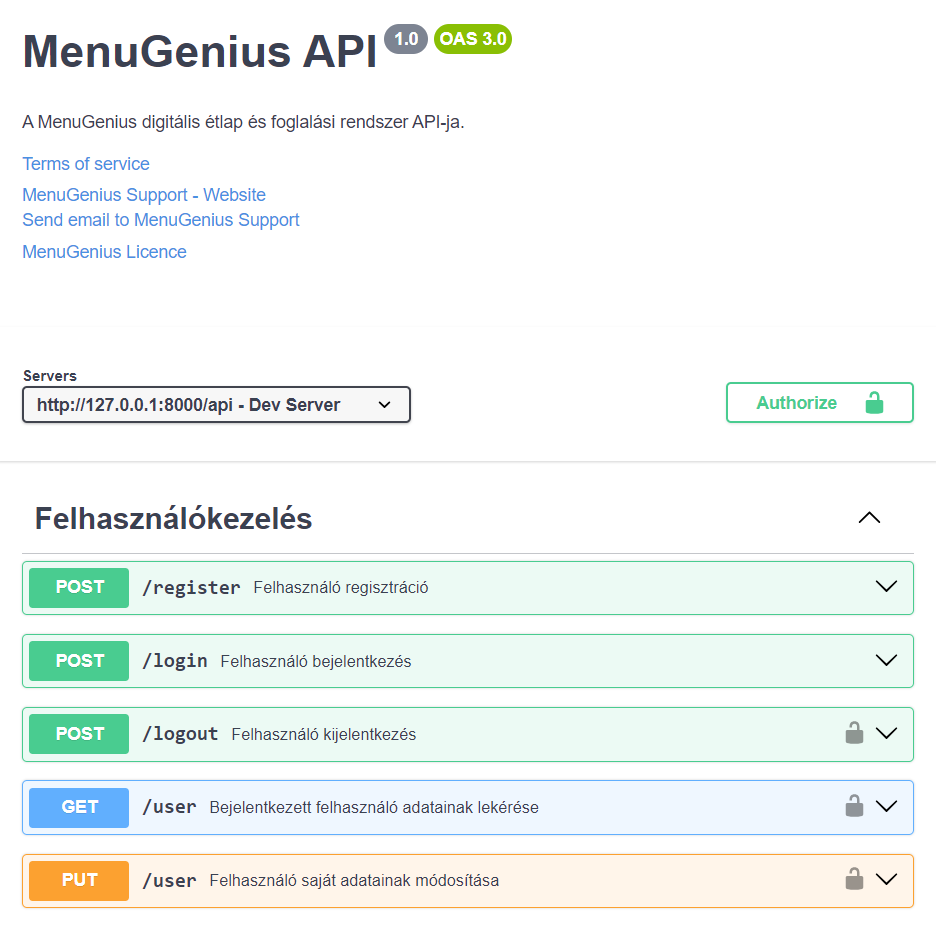 MenuGenius API 1.0 OAS 3.0
A MenuGenius digitális étlap és foglalási rendszer API-ja.
Terms of service
MenuGenius Support - Website
Send email to MenuGenius Support
MenuGenius Licence
Servers
http://127.0.0.1:8000/api - Dev Server
Authorize
Felhasználókezelés
POST /register Felhasználó regisztráció
POST /login Felhasználó bejelentkezés
POST /logout Felhasználó kijelentkezés
GET /user Bejelentkezett felhasználó adatainak lekérése
PUT /user Felhasználó saját adatainak módosítása